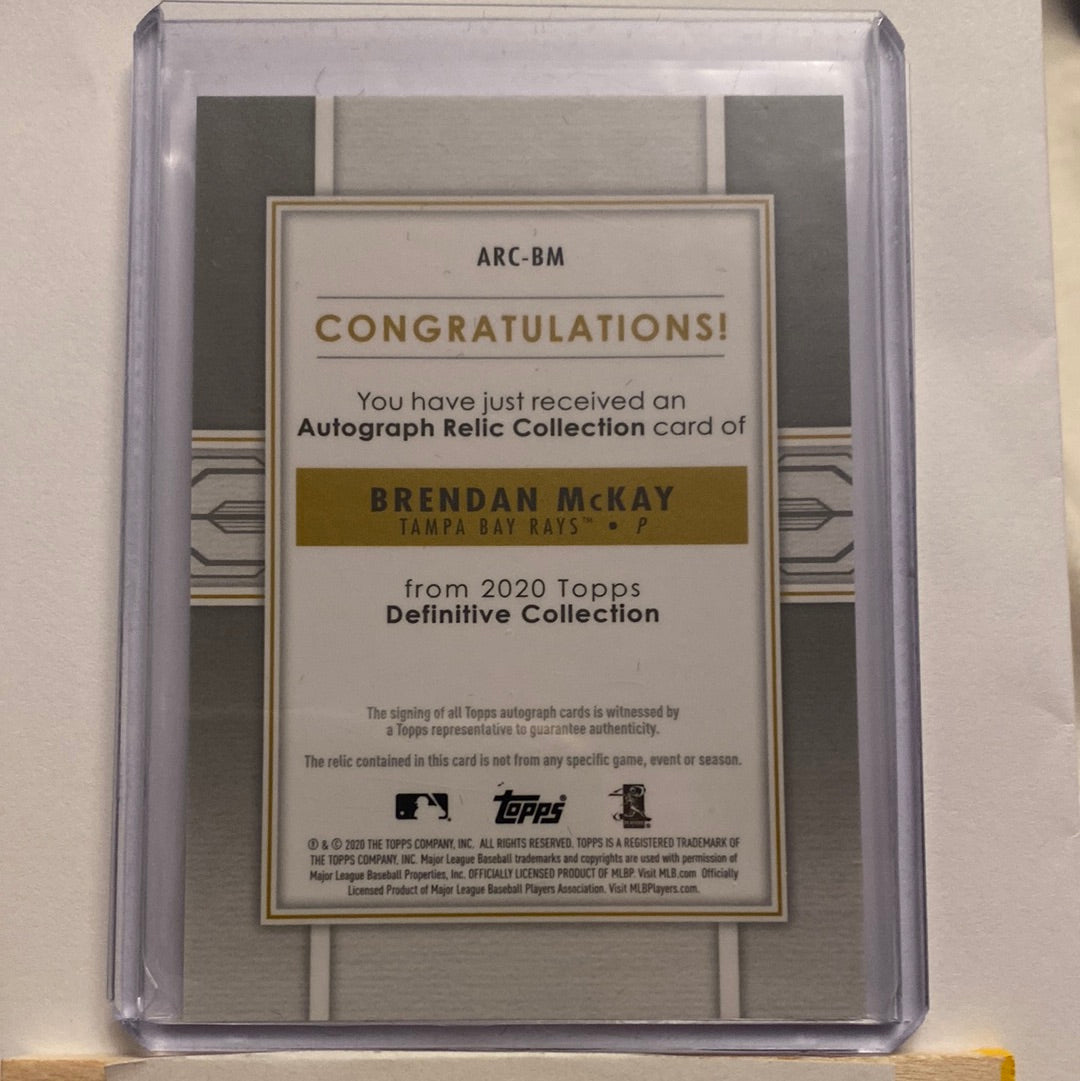 ARC-BM
CONGRATULATIONS!
You have just received an
Autograph Relic Collection card of
BRENDAN McKAY
TAMPA BAY RAYS™ • P
from 2020 Topps
Definitive Collection
The signing of all Topps autograph cards is witnessed by
a Topps representative to guarantee authenticity.
The relic contained in this card is not from any specific game, event or season.
topps®
℗ & © 2020 THE TOPPS COMPANY, INC. ALL RIGHTS RESERVED. TOPPS IS A REGISTERED TRADEMARK OF
THE TOPPS COMPANY, INC. Major League Baseball trademarks and copyrights are used with permission of
Major League Baseball Properties, Inc. OFFICIALLY LICENSED PRODUCT OF MLBP. Visit MLB.com Officially
Licensed Product of Major League Baseball Players Association. Visit MLBPlayers.com.